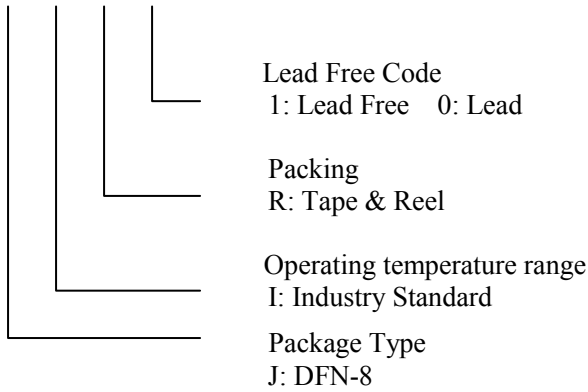 Lead Free Code
1: Lead Free 0: Lead
Packing
R: Tape & Reel
Operating temperature range
I: Industry Standard
Package Type
J: DFN-8